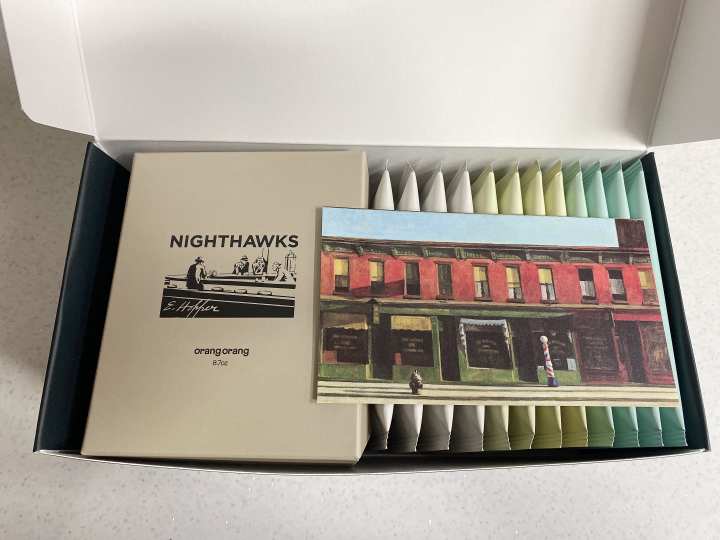 NIGHTHAWKS
E. Hopper
orangorang
8.7oz